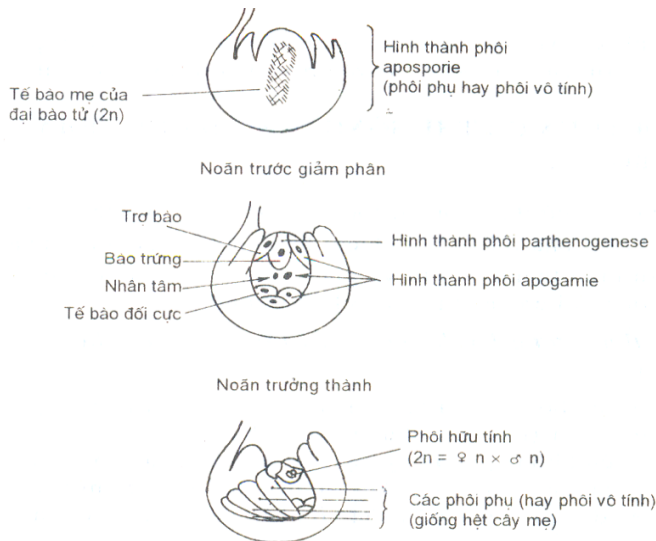 Hình thành phôi
aposporie
(phôi phụ hay phôi vô tính)
Tế bào mẹ của
đại bào tử (2n)
Noãn trước giảm phân
Trợ bào
Hình thành phôi parthenogenese
Bào trứng
Nhân tâm
Hình thành phôi apogamie
Tế bào đối cực
Noãn trưởng thành
Phôi hữu tính
(2n = ♀ n × ♂ n)
Các phôi phụ (hay phôi vô tính)
(giống hệt cây mẹ)